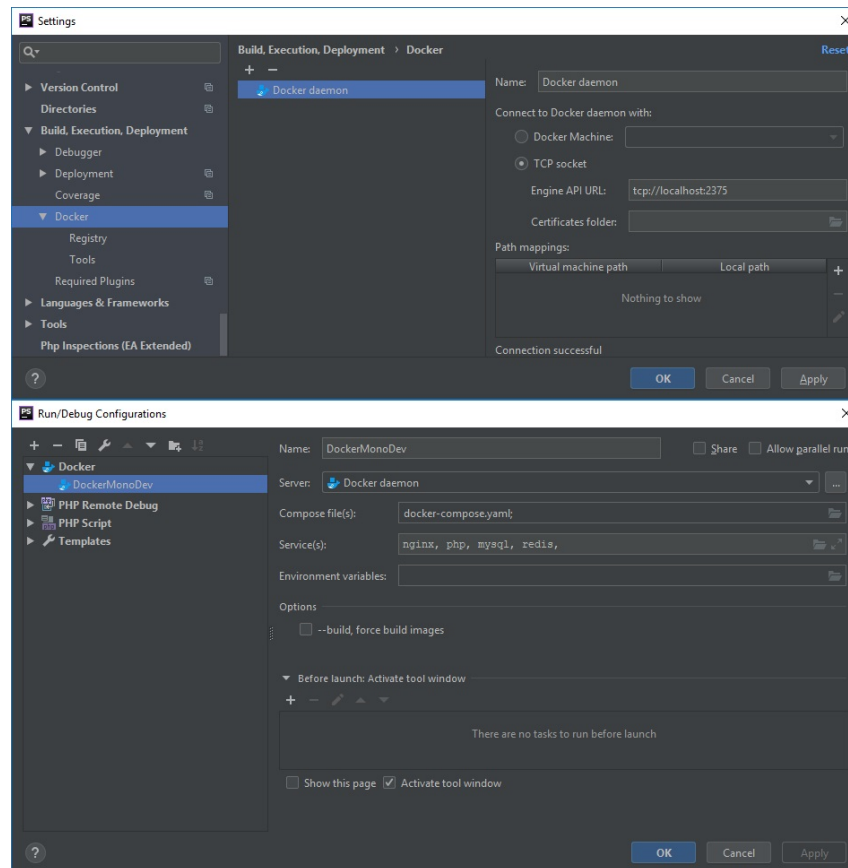 PS Settings
Build, Execution, Deployment › Docker
Reset
Version Control
Directories
Build, Execution, Deployment
Debugger
Deployment
Coverage
Docker
Registry
Tools
Required Plugins
Languages & Frameworks
Tools
Php Inspections (EA Extended)
Docker daemon
Name: Docker daemon
Connect to Docker daemon with:
Docker Machine:
TCP socket
Engine API URL: tcp://localhost:2375
Certificates folder:
Path mappings:
Virtual machine path Local path
Nothing to show
Connection successful
? OK Cancel Apply
PS Run/Debug Configurations
Docker
DockerMonoDev
PHP Remote Debug
PHP Script
Templates
Name: DockerMonoDev Share Allow parallel run
Server: Docker daemon ...
Compose file(s): docker-compose.yaml;
Service(s): nginx, php, mysql, redis,
Environment variables:
Options
--build, force build images
Before launch: Activate tool window
There are no tasks to run before launch
Show this page Activate tool window
? OK Cancel Apply